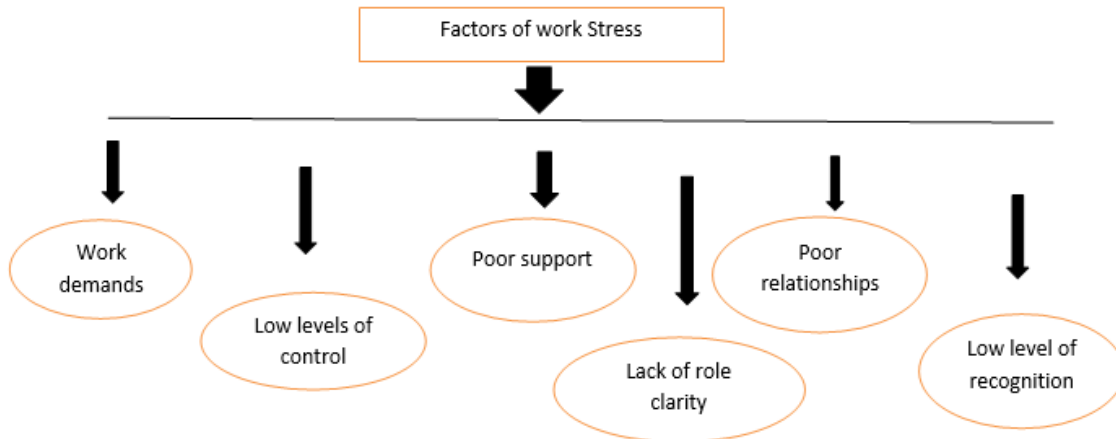 Factors of work Stress
Work
demands
Low levels of
control
Poor support
Lack of role
clarity
Poor
relationships
Low level of
recognition